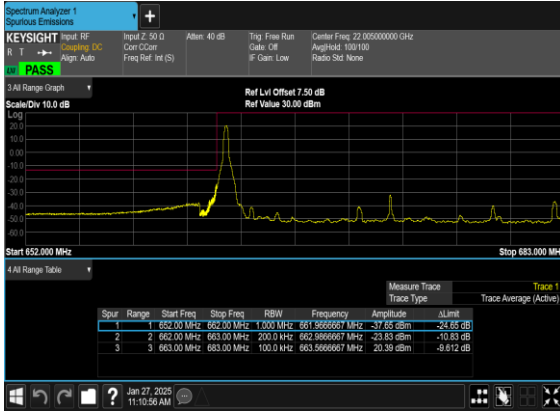 Spectrum Analyzer 1
Spurious Emissions
+
KEYSIGHT Input: RF Input Z: 50 Ω Atten: 40 dB Trig: Free Run Center Freq: 22.005000000 GHz
R T Coupling: DC Corr CCorr Gate: Off Avg|Hold: 100/100
Align: Auto Freq Ref: Int (S) IF Gain: Low Radio Std: None
PASS
3 All Range Graph
Ref Lvl Offset 7.50 dB
Scale/Div 10.0 dB Ref Value 30.00 dBm
Log
20.0
10.0
0.00
-10.0
-20.0
-30.0
-40.0
-50.0
-60.0
Start 652.000 MHz Stop 683.000 MH
4 All Range Table
Measure Trace Trace 1
Trace Type Trace Average (Active)
Spur Range Start Freq Stop Freq RBW Frequency Amplitude ΔLimit
1 1 652.00 MHz 662.00 MHz 1.000 MHz 661.9666667 MHz -37.65 dBm -24.65 dB
2 2 662.00 MHz 663.00 MHz 200.0 kHz 662.9866667 MHz -23.83 dBm -10.83 dB
3 3 663.00 MHz 683.00 MHz 100.0 kHz 663.5666667 MHz 20.39 dBm -9.612 dB
? Jan 27, 2025
11:10:56 AM